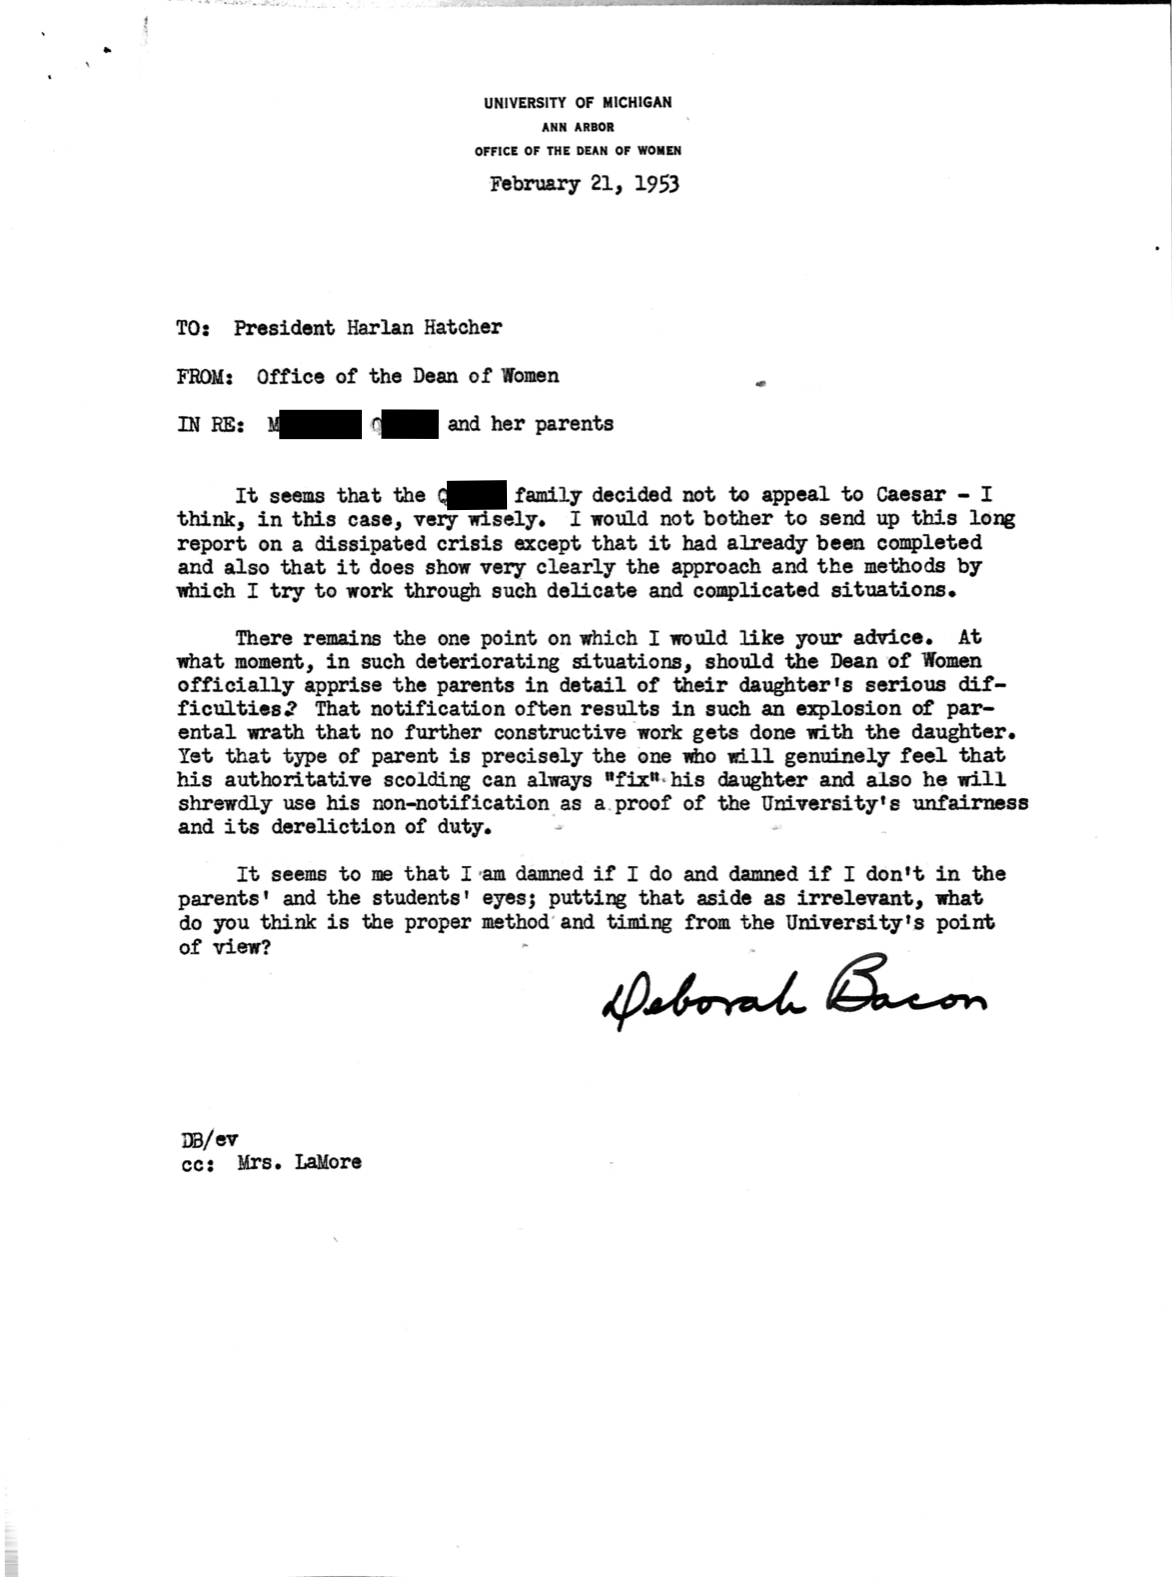 UNIVERSITY OF MICHIGAN
ANN ARBOR
OFFICE OF THE DEAN OF WOMEN
February 21, 1953
TO: President Harlan Hatcher
FROM: Office of the Dean of Women
IN RE: M Q and her parents
It seems that the Q family decided not to appeal to Caesar - I
think, in this case, very wisely. I would not bother to send up this long
report on a dissipated crisis except that it had already been completed
and also that it does show very clearly the approach and the methods by
which I try to work through such delicate and complicated situations.
There remains the one point on which I would like your advice. At
what moment, in such deteriorating situations, should the Dean of Women
officially apprise the parents in detail of their daughter's serious dif-
ficulties? That notification often results in such an explosion of par-
ental wrath that no further constructive work gets done with the daughter.
Yet that type of parent is precisely the one who will genuinely feel that
his authoritative scolding can always "fix" his daughter and also he will
shrewdly use his non-notification as a proof of the University's unfairness
and its dereliction of duty.
It seems to me that I am damned if I do and damned if I don't in the
parents' and the students' eyes; putting that aside as irrelevant, what
do you think is the proper method and timing from the University's point
of view?
Deborah Bacon
DB/ev
cc: Mrs. LaMore